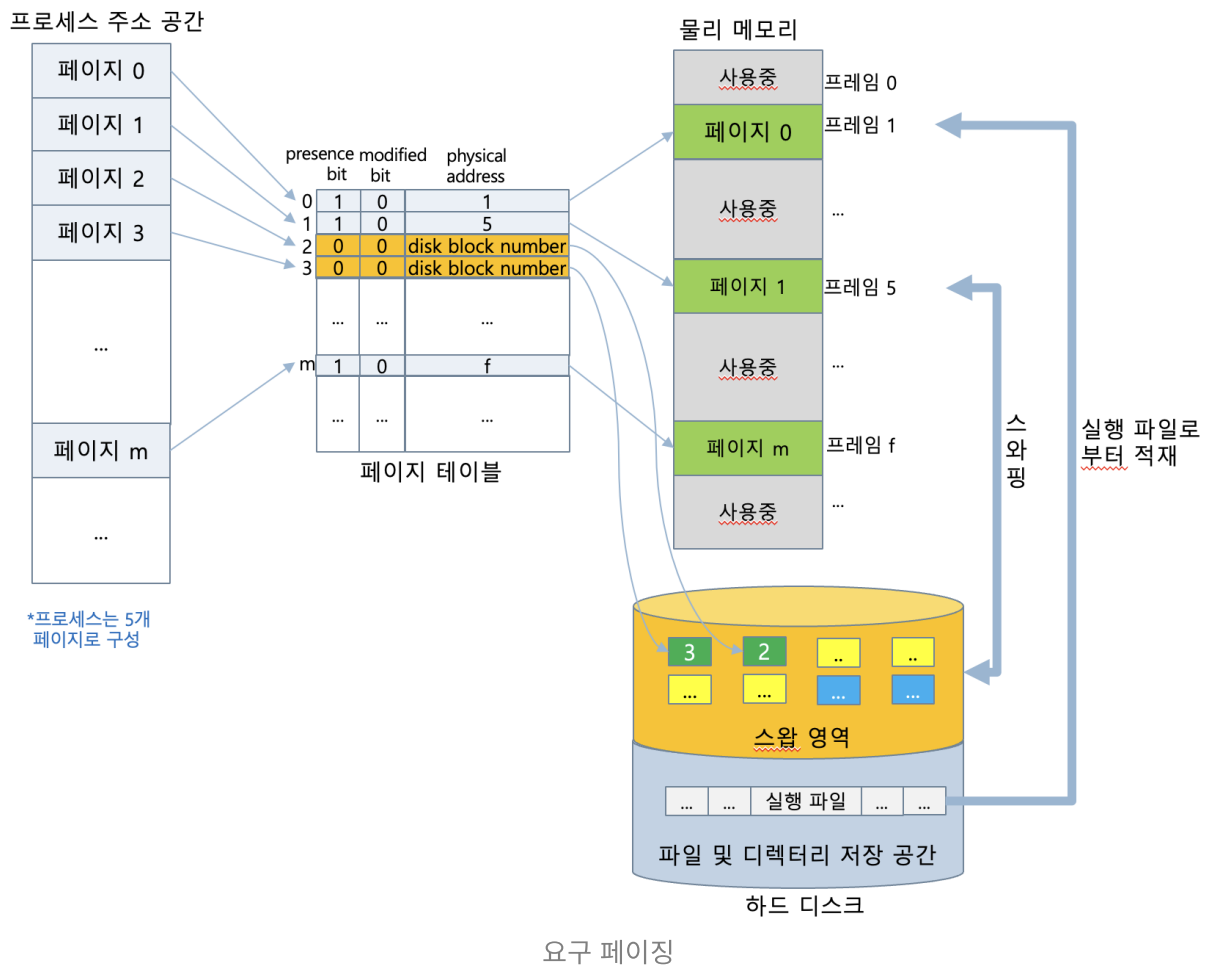 프로세스 주소 공간
페이지 0
페이지 1
페이지 2
페이지 3
...
페이지 m
...
*프로세스는 5개
페이지로 구성
presence
bit
modified
bit
physical
address
0 1 0 1
1 1 0 5
2 0 0 disk block number
3 0 0 disk block number
... ... ...
m 1 0 f
... ... ...
페이지 테이블
물리 메모리
사용중 프레임 0
페이지 0 프레임 1
사용중 ...
페이지 1 프레임 5
사용중 ...
페이지 m 프레임 f
사용중 ...
스
와
핑
실행 파일로
부터 적재
3 2 .. ..
... ... ... ...
스왑 영역
... ... 실행 파일 ... ...
파일 및 디렉터리 저장 공간
하드 디스크
요구 페이징